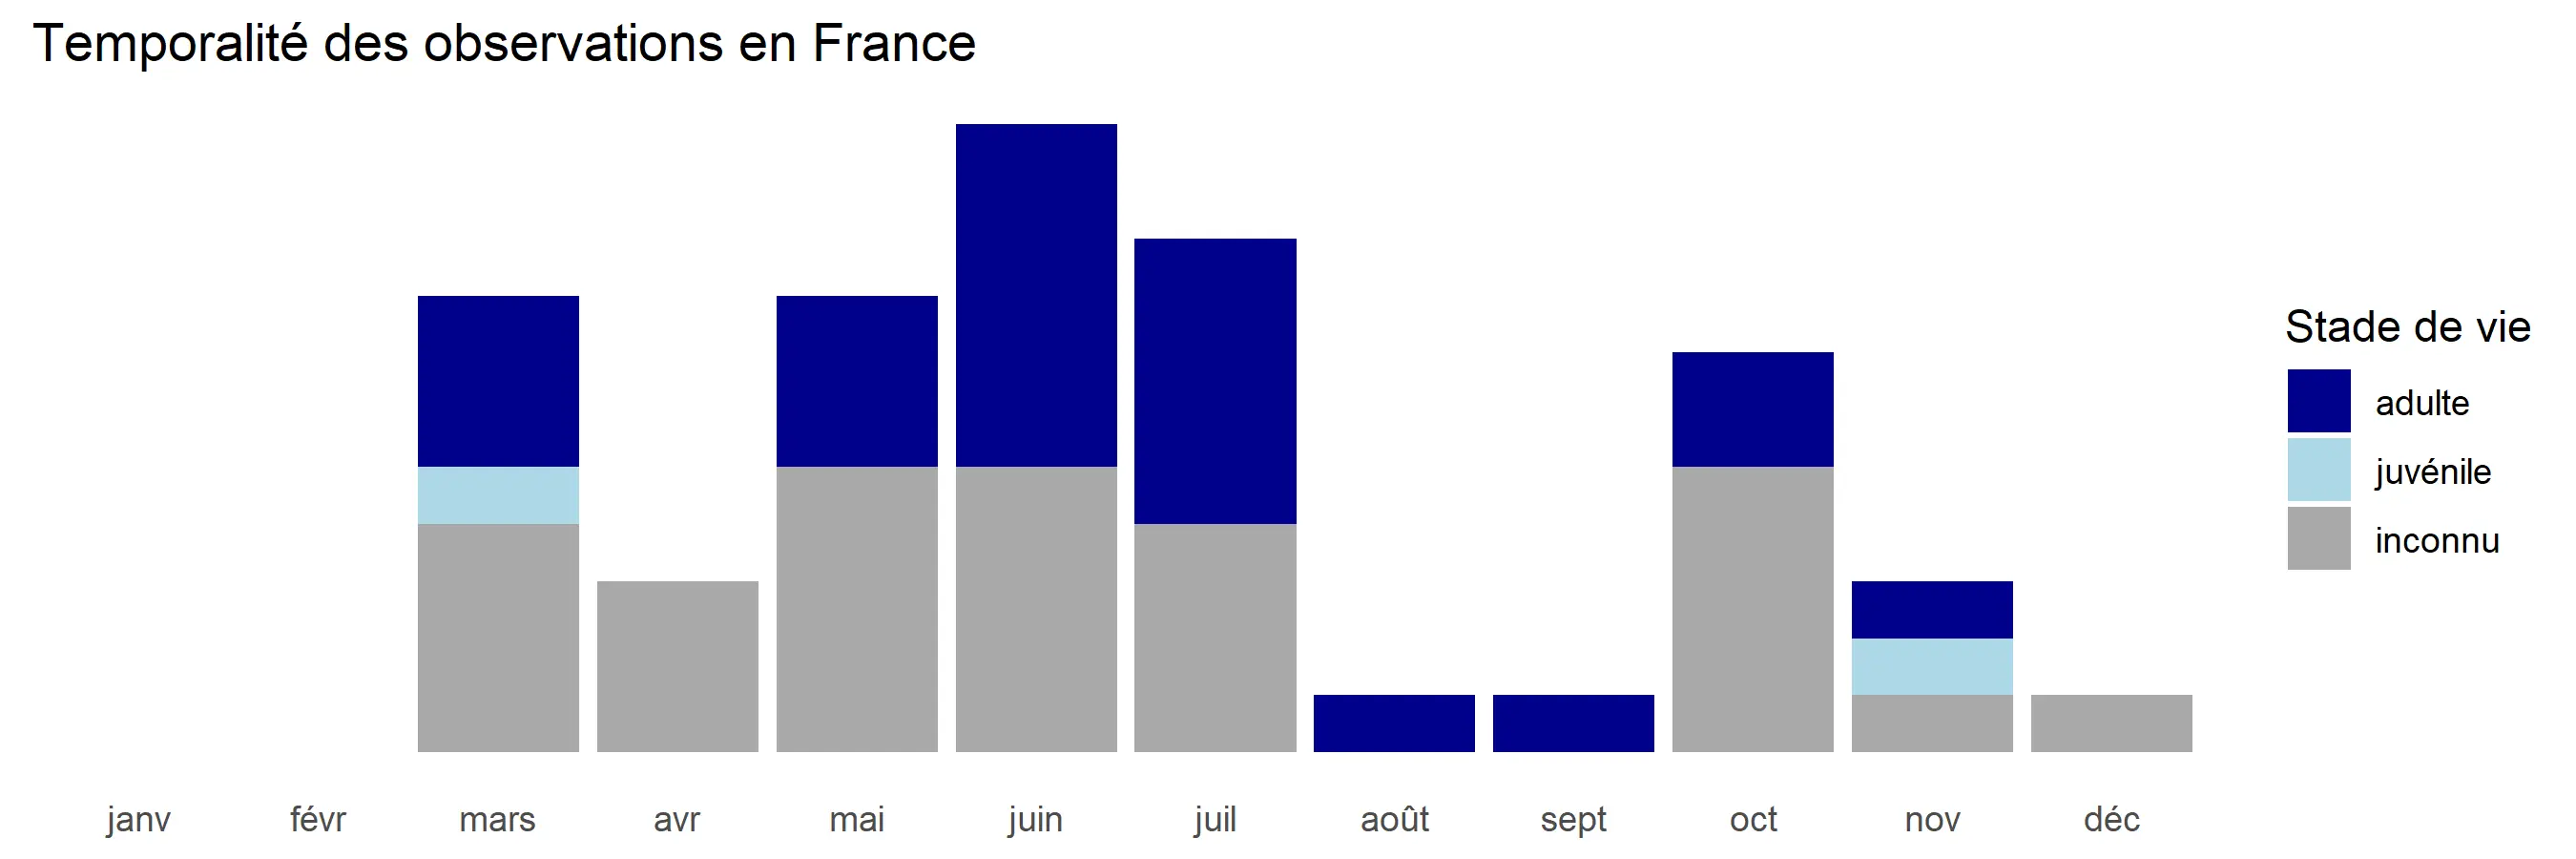 Temporalité des observations en France
Stade de vie
adulte
juvénile
inconnu
janv févr mars avr mai juin juil août sept oct nov déc